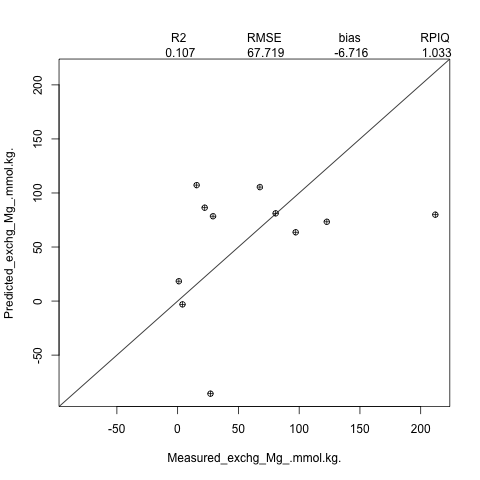 R2 RMSE bias RPIQ
0.107 67.719 -6.716 1.033
200
150
100
50
0
-50
Predicted_exchg_Mg_.mmol.kg.
-50 0 50 100 150 200
Measured_exchg_Mg_.mmol.kg.